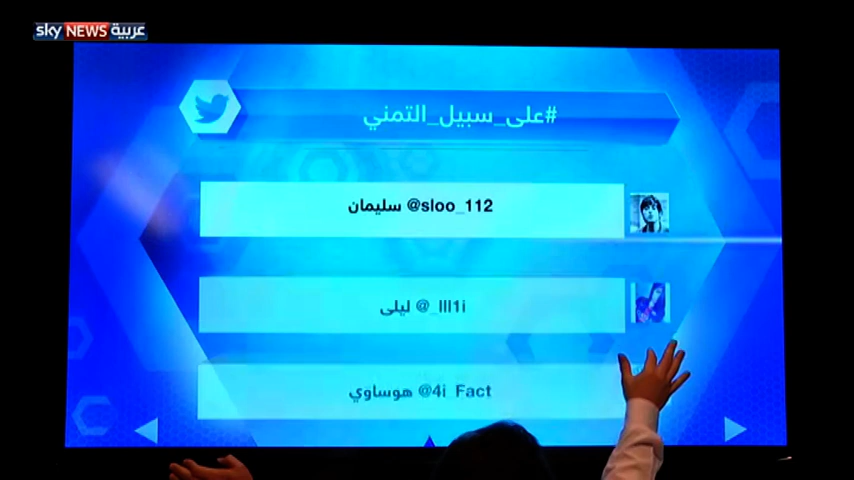 sky NEWS عربية
#على_سبيل_التمني
سليمان @sloo_112
ليلى @_lll1i
هوساوي @4i_Fact